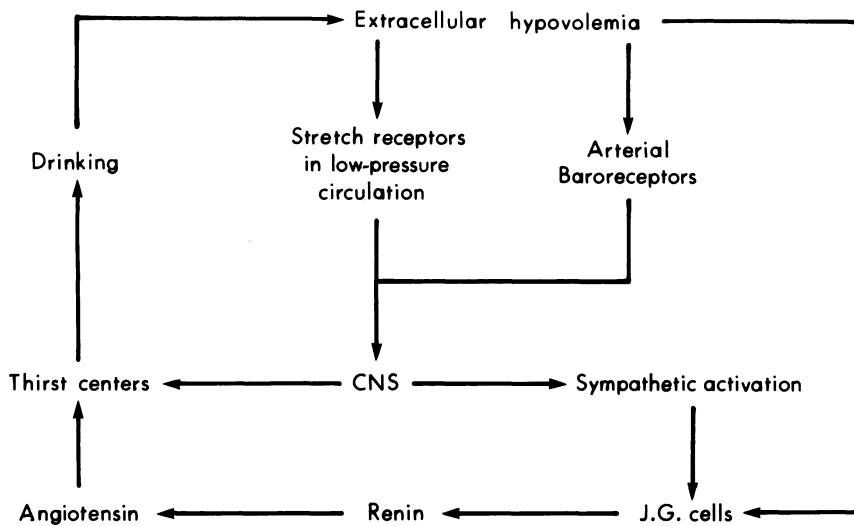 Extracellular hypovolemia
Stretch receptors
in low-pressure
circulation
Arterial
Baroreceptors
Drinking
Thirst centers
CNS
Sympathetic activation
Angiotensin
Renin
J.G. cells